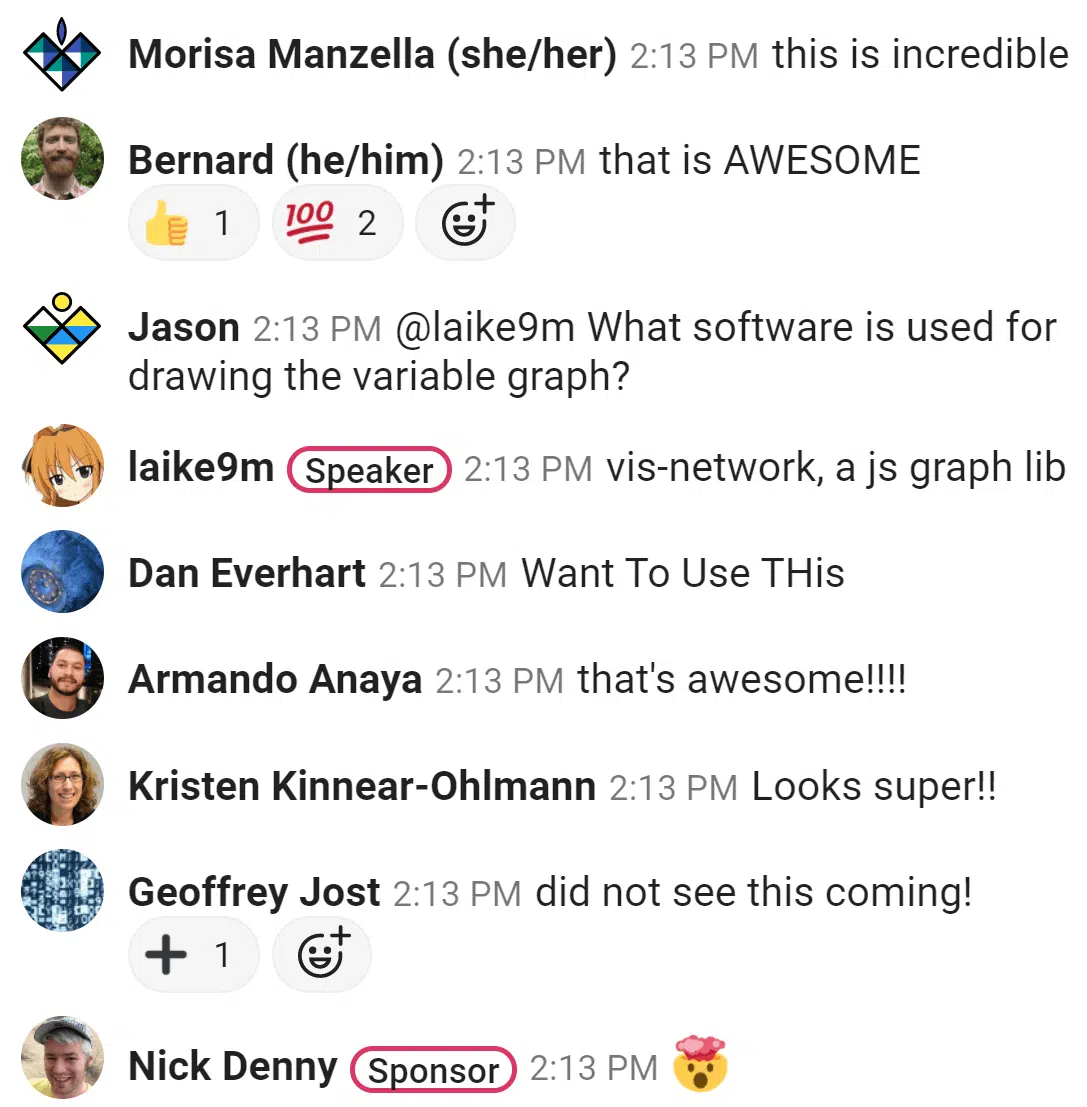 Morisa Manzella (she/her) 2:13 PM this is incredible
Bernard (he/him) 2:13 PM that is AWESOME
👍 1 💯 2
Jason 2:13 PM @laike9m What software is used for
drawing the variable graph?
laike9m Speaker 2:13 PM vis-network, a js graph lib
Dan Everhart 2:13 PM Want To Use THis
Armando Anaya 2:13 PM that's awesome!!!!
Kristen Kinnear-Ohlmann 2:13 PM Looks super!!
Geoffrey Jost 2:13 PM did not see this coming!
➕ 1
Nick Denny Sponsor 2:13 PM 🤯